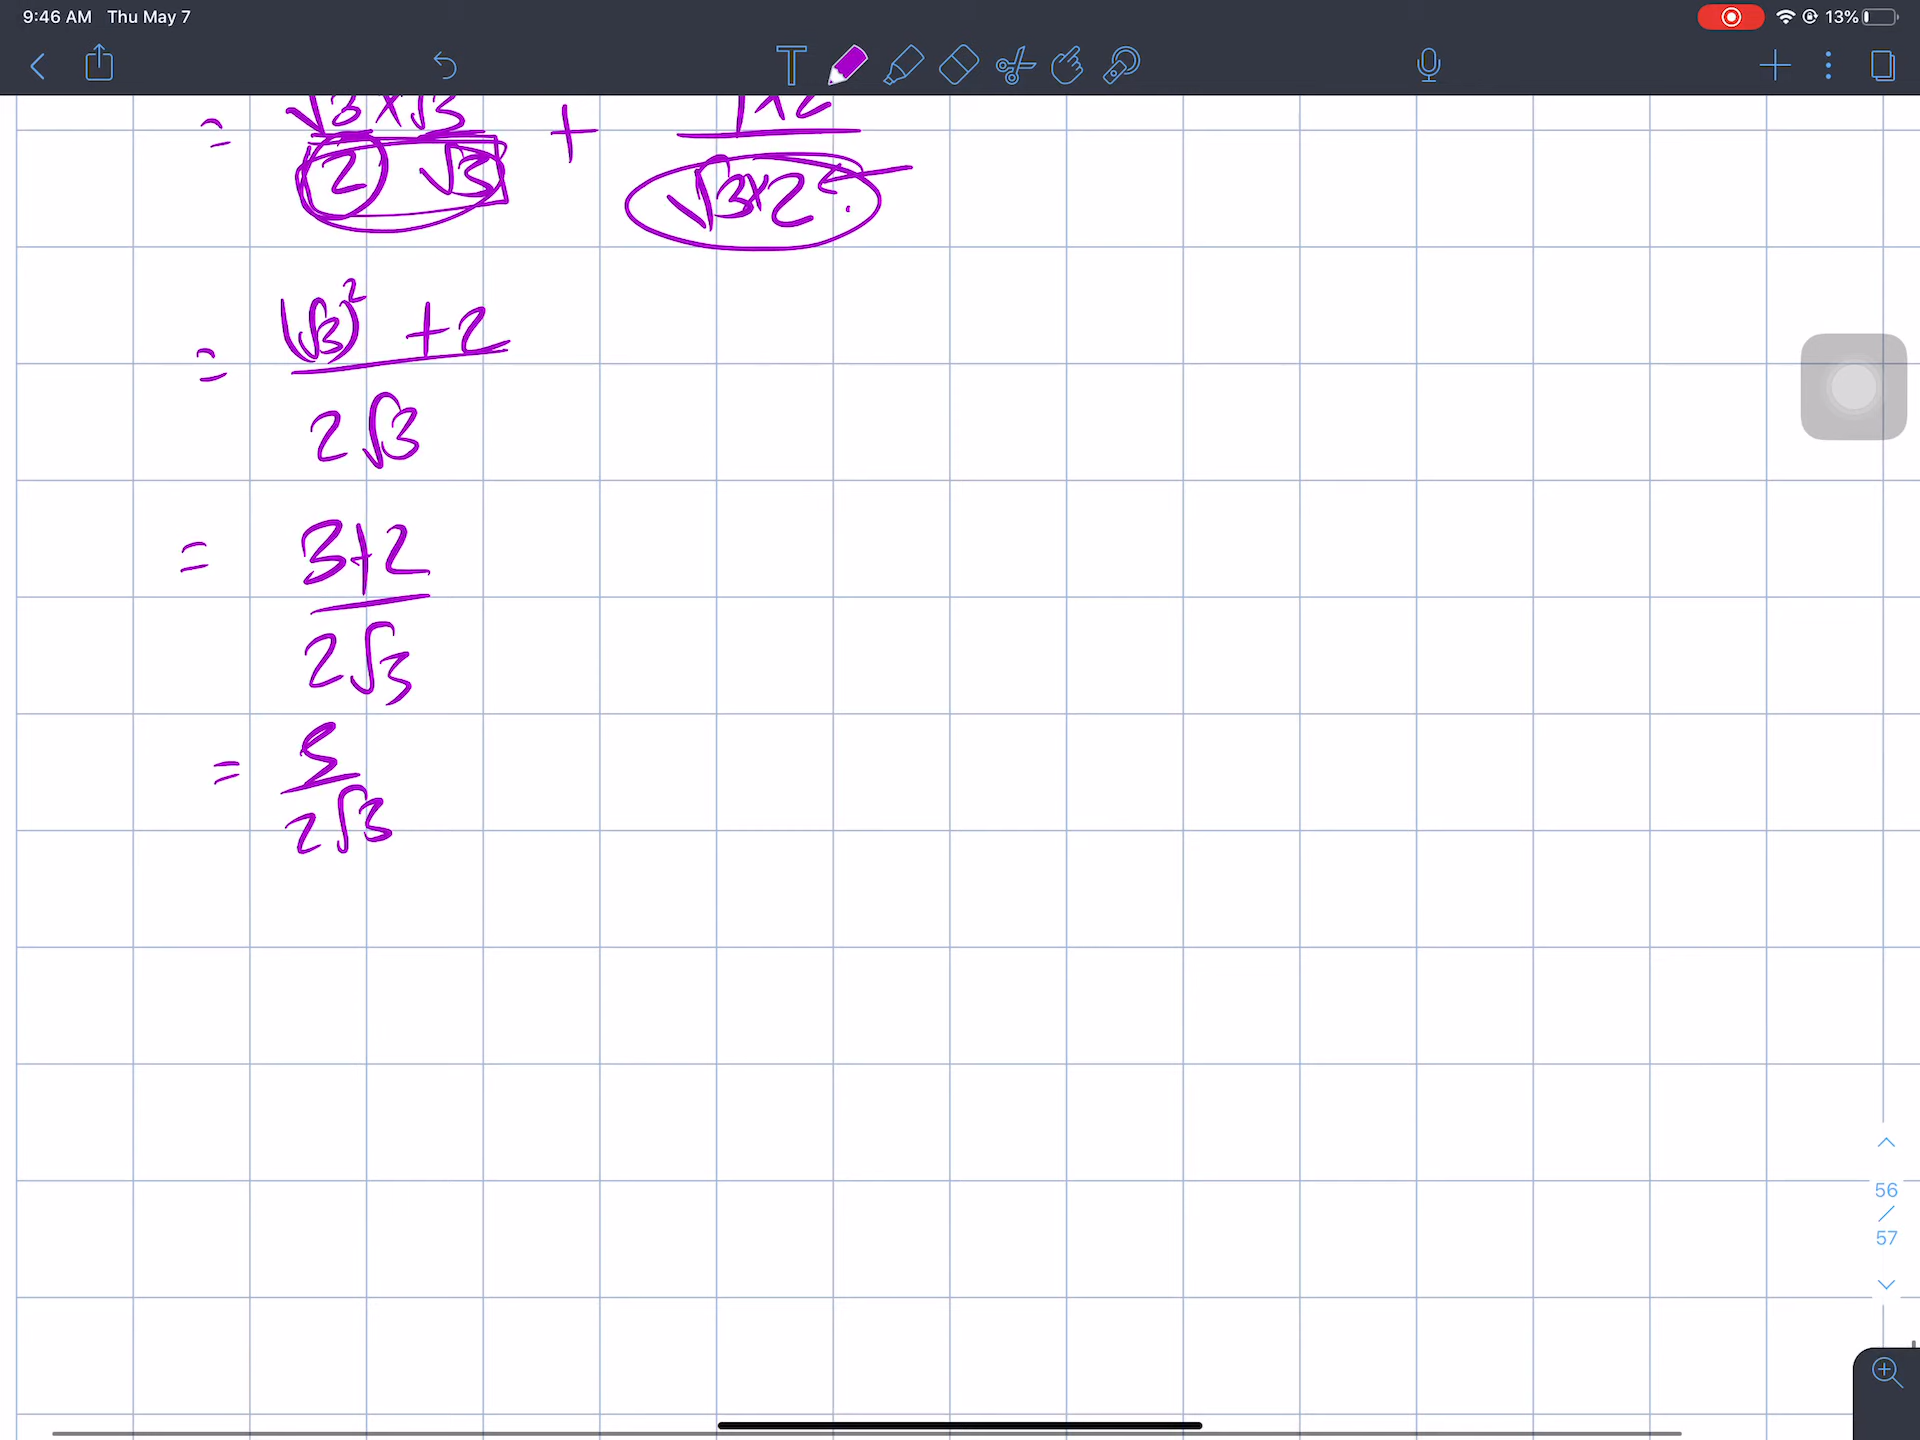 9:46 AM Thu May 7 13%
T
= √3 × √3 / 2 √3 + 1 × 2 / √3 × 2
= (√3)² + 2 / 2√3
= 3+2 / 2√3
= 5 / 2√3
56
/
57